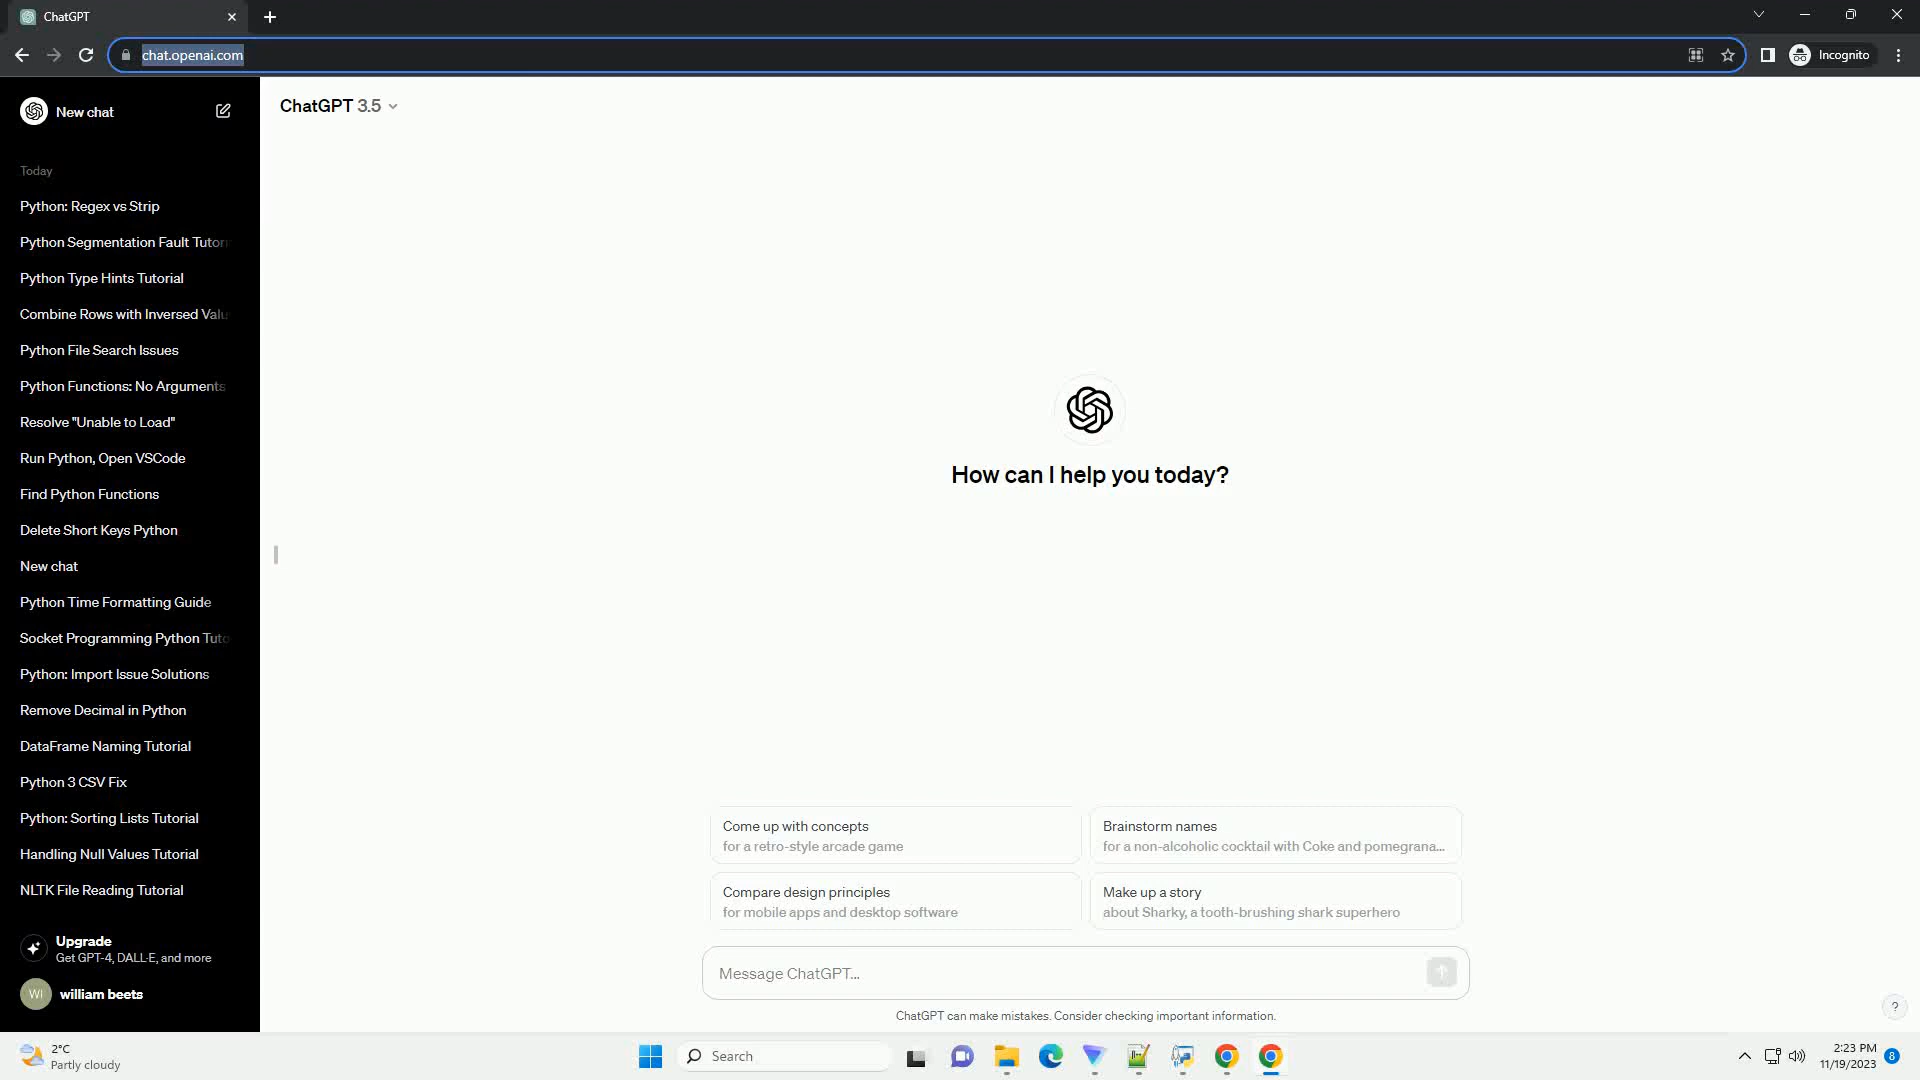 ChatGPT
chat.openai.com
Incognito
New chat
ChatGPT 3.5
Today
Python: Regex vs Strip
Python Segmentation Fault Tutori
Python Type Hints Tutorial
Combine Rows with Inversed Valu
Python File Search Issues
Python Functions: No Arguments
Resolve "Unable to Load"
Run Python, Open VSCode
Find Python Functions
Delete Short Keys Python
New chat
Python Time Formatting Guide
Socket Programming Python Tuto
Python: Import Issue Solutions
Remove Decimal in Python
DataFrame Naming Tutorial
Python 3 CSV Fix
Python: Sorting Lists Tutorial
Handling Null Values Tutorial
NLTK File Reading Tutorial
Upgrade
Get GPT-4, DALL·E, and more
WI
william beets
How can I help you today?
Come up with concepts
for a retro-style arcade game
Brainstorm names
for a non-alcoholic cocktail with Coke and pomegrana...
Compare design principles
for mobile apps and desktop software
Make up a story
about Sharky, a tooth-brushing shark superhero
Message ChatGPT...
ChatGPT can make mistakes. Consider checking important information.
?
2°C
Partly cloudy
Search
2:23 PM
11/19/2023
8